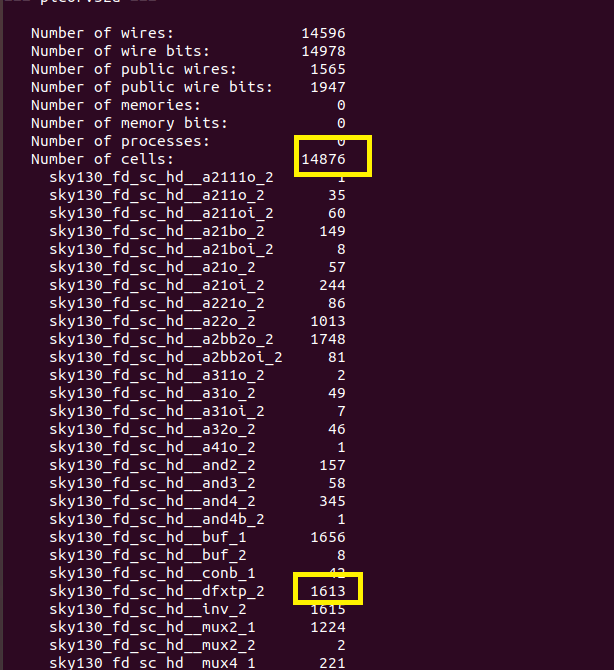 === picorv32a ===
Number of wires: 14596
Number of wire bits: 14978
Number of public wires: 1565
Number of public wire bits: 1947
Number of memories: 0
Number of memory bits: 0
Number of processes: 0
Number of cells: 14876
sky130_fd_sc_hd__a2111o_2 1
sky130_fd_sc_hd__a211o_2 35
sky130_fd_sc_hd__a211oi_2 60
sky130_fd_sc_hd__a21bo_2 149
sky130_fd_sc_hd__a21boi_2 8
sky130_fd_sc_hd__a21o_2 57
sky130_fd_sc_hd__a21oi_2 244
sky130_fd_sc_hd__a221o_2 86
sky130_fd_sc_hd__a22o_2 1013
sky130_fd_sc_hd__a2bb2o_2 1748
sky130_fd_sc_hd__a2bb2oi_2 81
sky130_fd_sc_hd__a311o_2 2
sky130_fd_sc_hd__a31o_2 49
sky130_fd_sc_hd__a31oi_2 7
sky130_fd_sc_hd__a32o_2 46
sky130_fd_sc_hd__a41o_2 1
sky130_fd_sc_hd__and2_2 157
sky130_fd_sc_hd__and3_2 58
sky130_fd_sc_hd__and4_2 345
sky130_fd_sc_hd__and4b_2 1
sky130_fd_sc_hd__buf_1 1656
sky130_fd_sc_hd__buf_2 8
sky130_fd_sc_hd__conb_1 42
sky130_fd_sc_hd__dfxtp_2 1613
sky130_fd_sc_hd__inv_2 1615
sky130_fd_sc_hd__mux2_1 1224
sky130_fd_sc_hd__mux2_2 2
sky130_fd_sc_hd__mux4_1 221